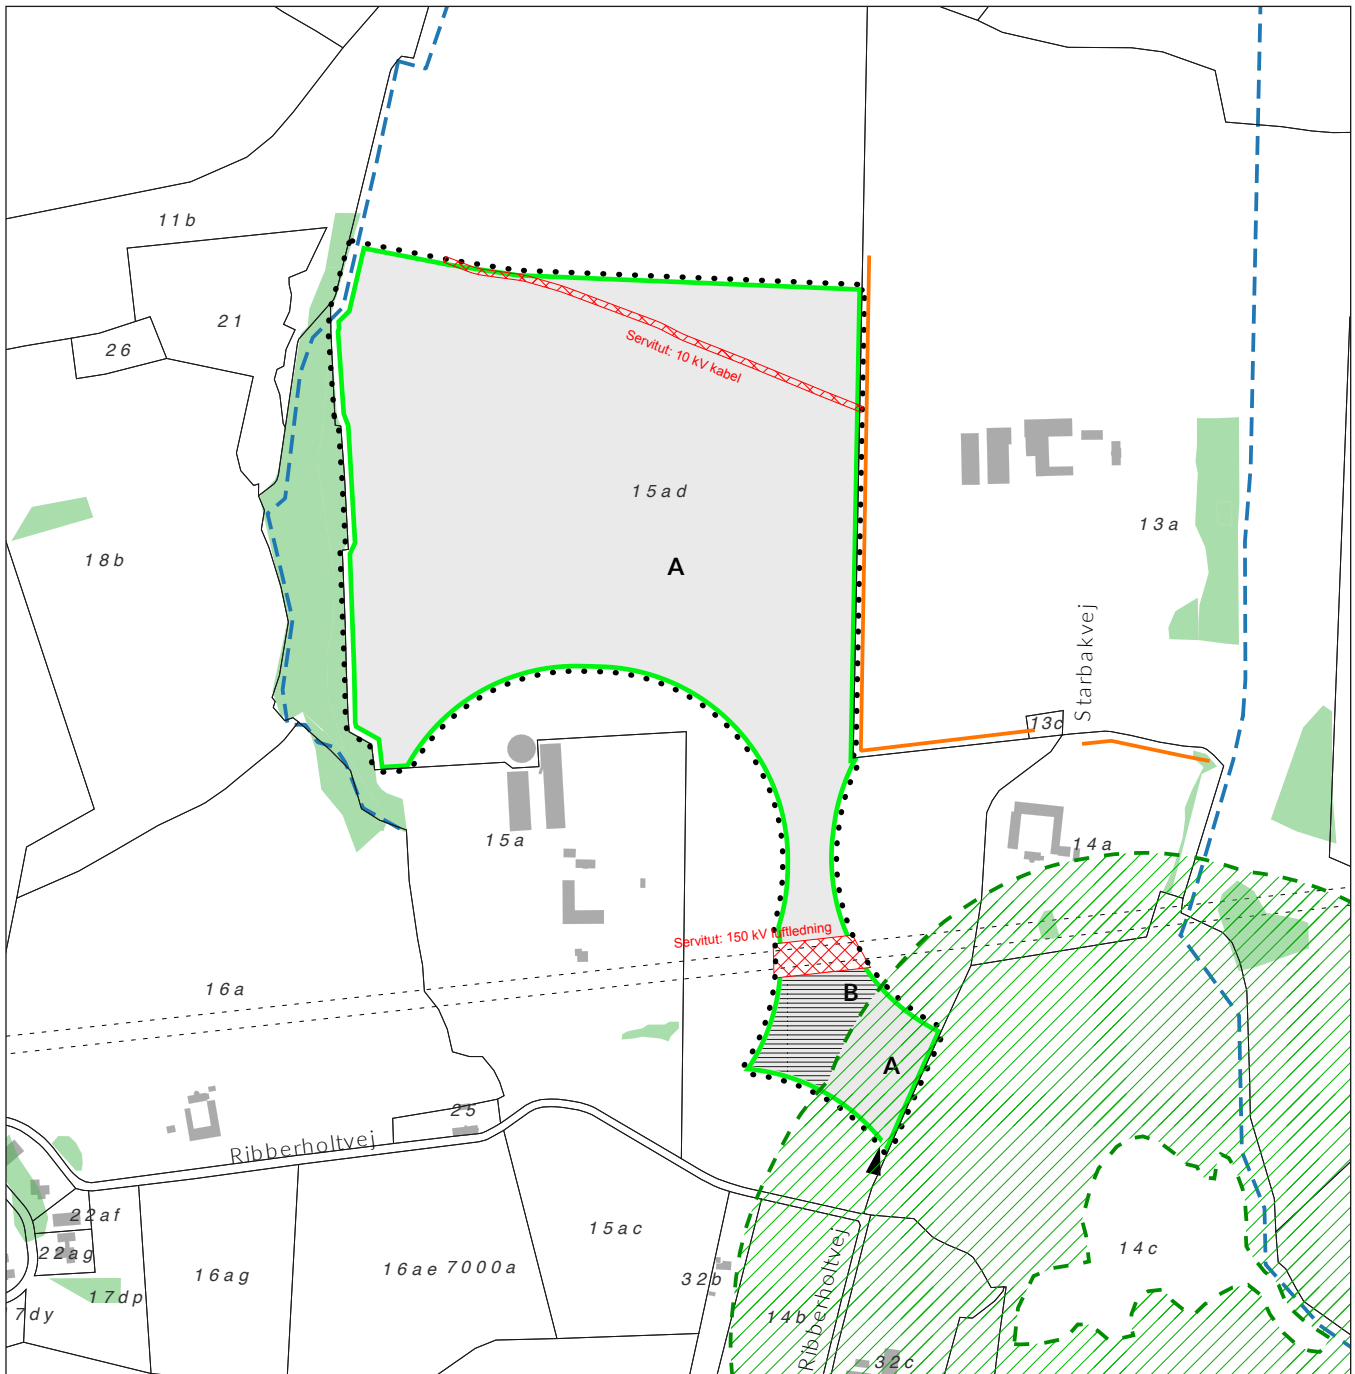 11b
21
26
Servitut: 10 kV kabel
15ad
13a
18b
A
Starbakvej
13c
15a
14a
Servitut: 150 kV luftledning
16a
B
A
25
Ribberholtvej
22af
15ac
14c
22ag
16ag
16ae
7000a
32b
17dp
14b
7dy
Ribberholtvej
32c